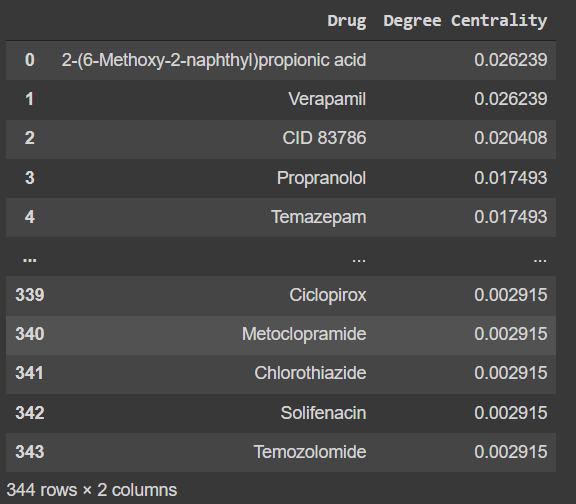 Drug Degree Centrality
0 2-(6-Methoxy-2-naphthyl)propionic acid 0.026239
1 Verapamil 0.026239
2 CID 83786 0.020408
3 Propranolol 0.017493
4 Temazepam 0.017493
... ... ...
339 Ciclopirox 0.002915
340 Metoclopramide 0.002915
341 Chlorothiazide 0.002915
342 Solifenacin 0.002915
343 Temozolomide 0.002915
344 rows × 2 columns